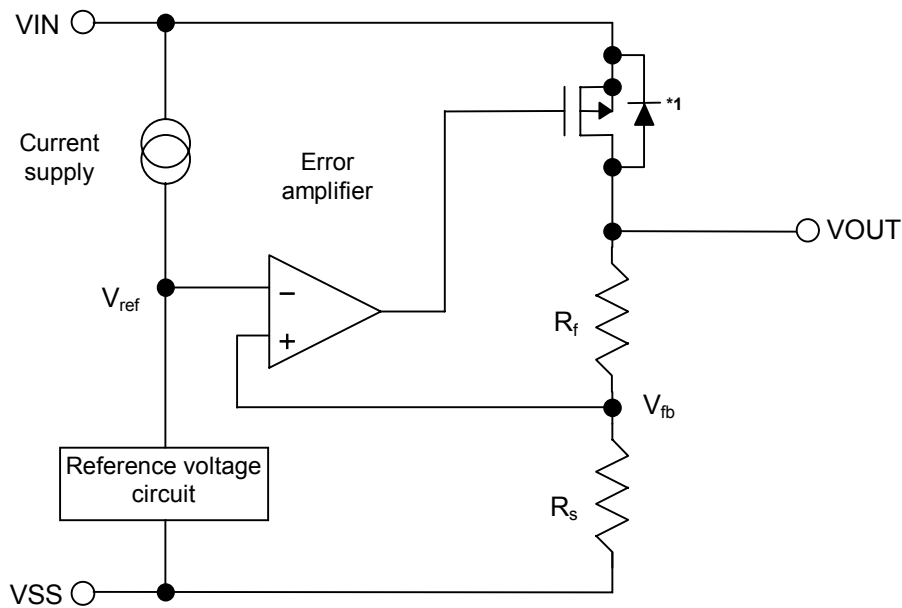 VIN
*1
Current
supply
Error
amplifier
VOUT
Vref
−
+
Rf
Vfb
Reference voltage
circuit
Rs
VSS